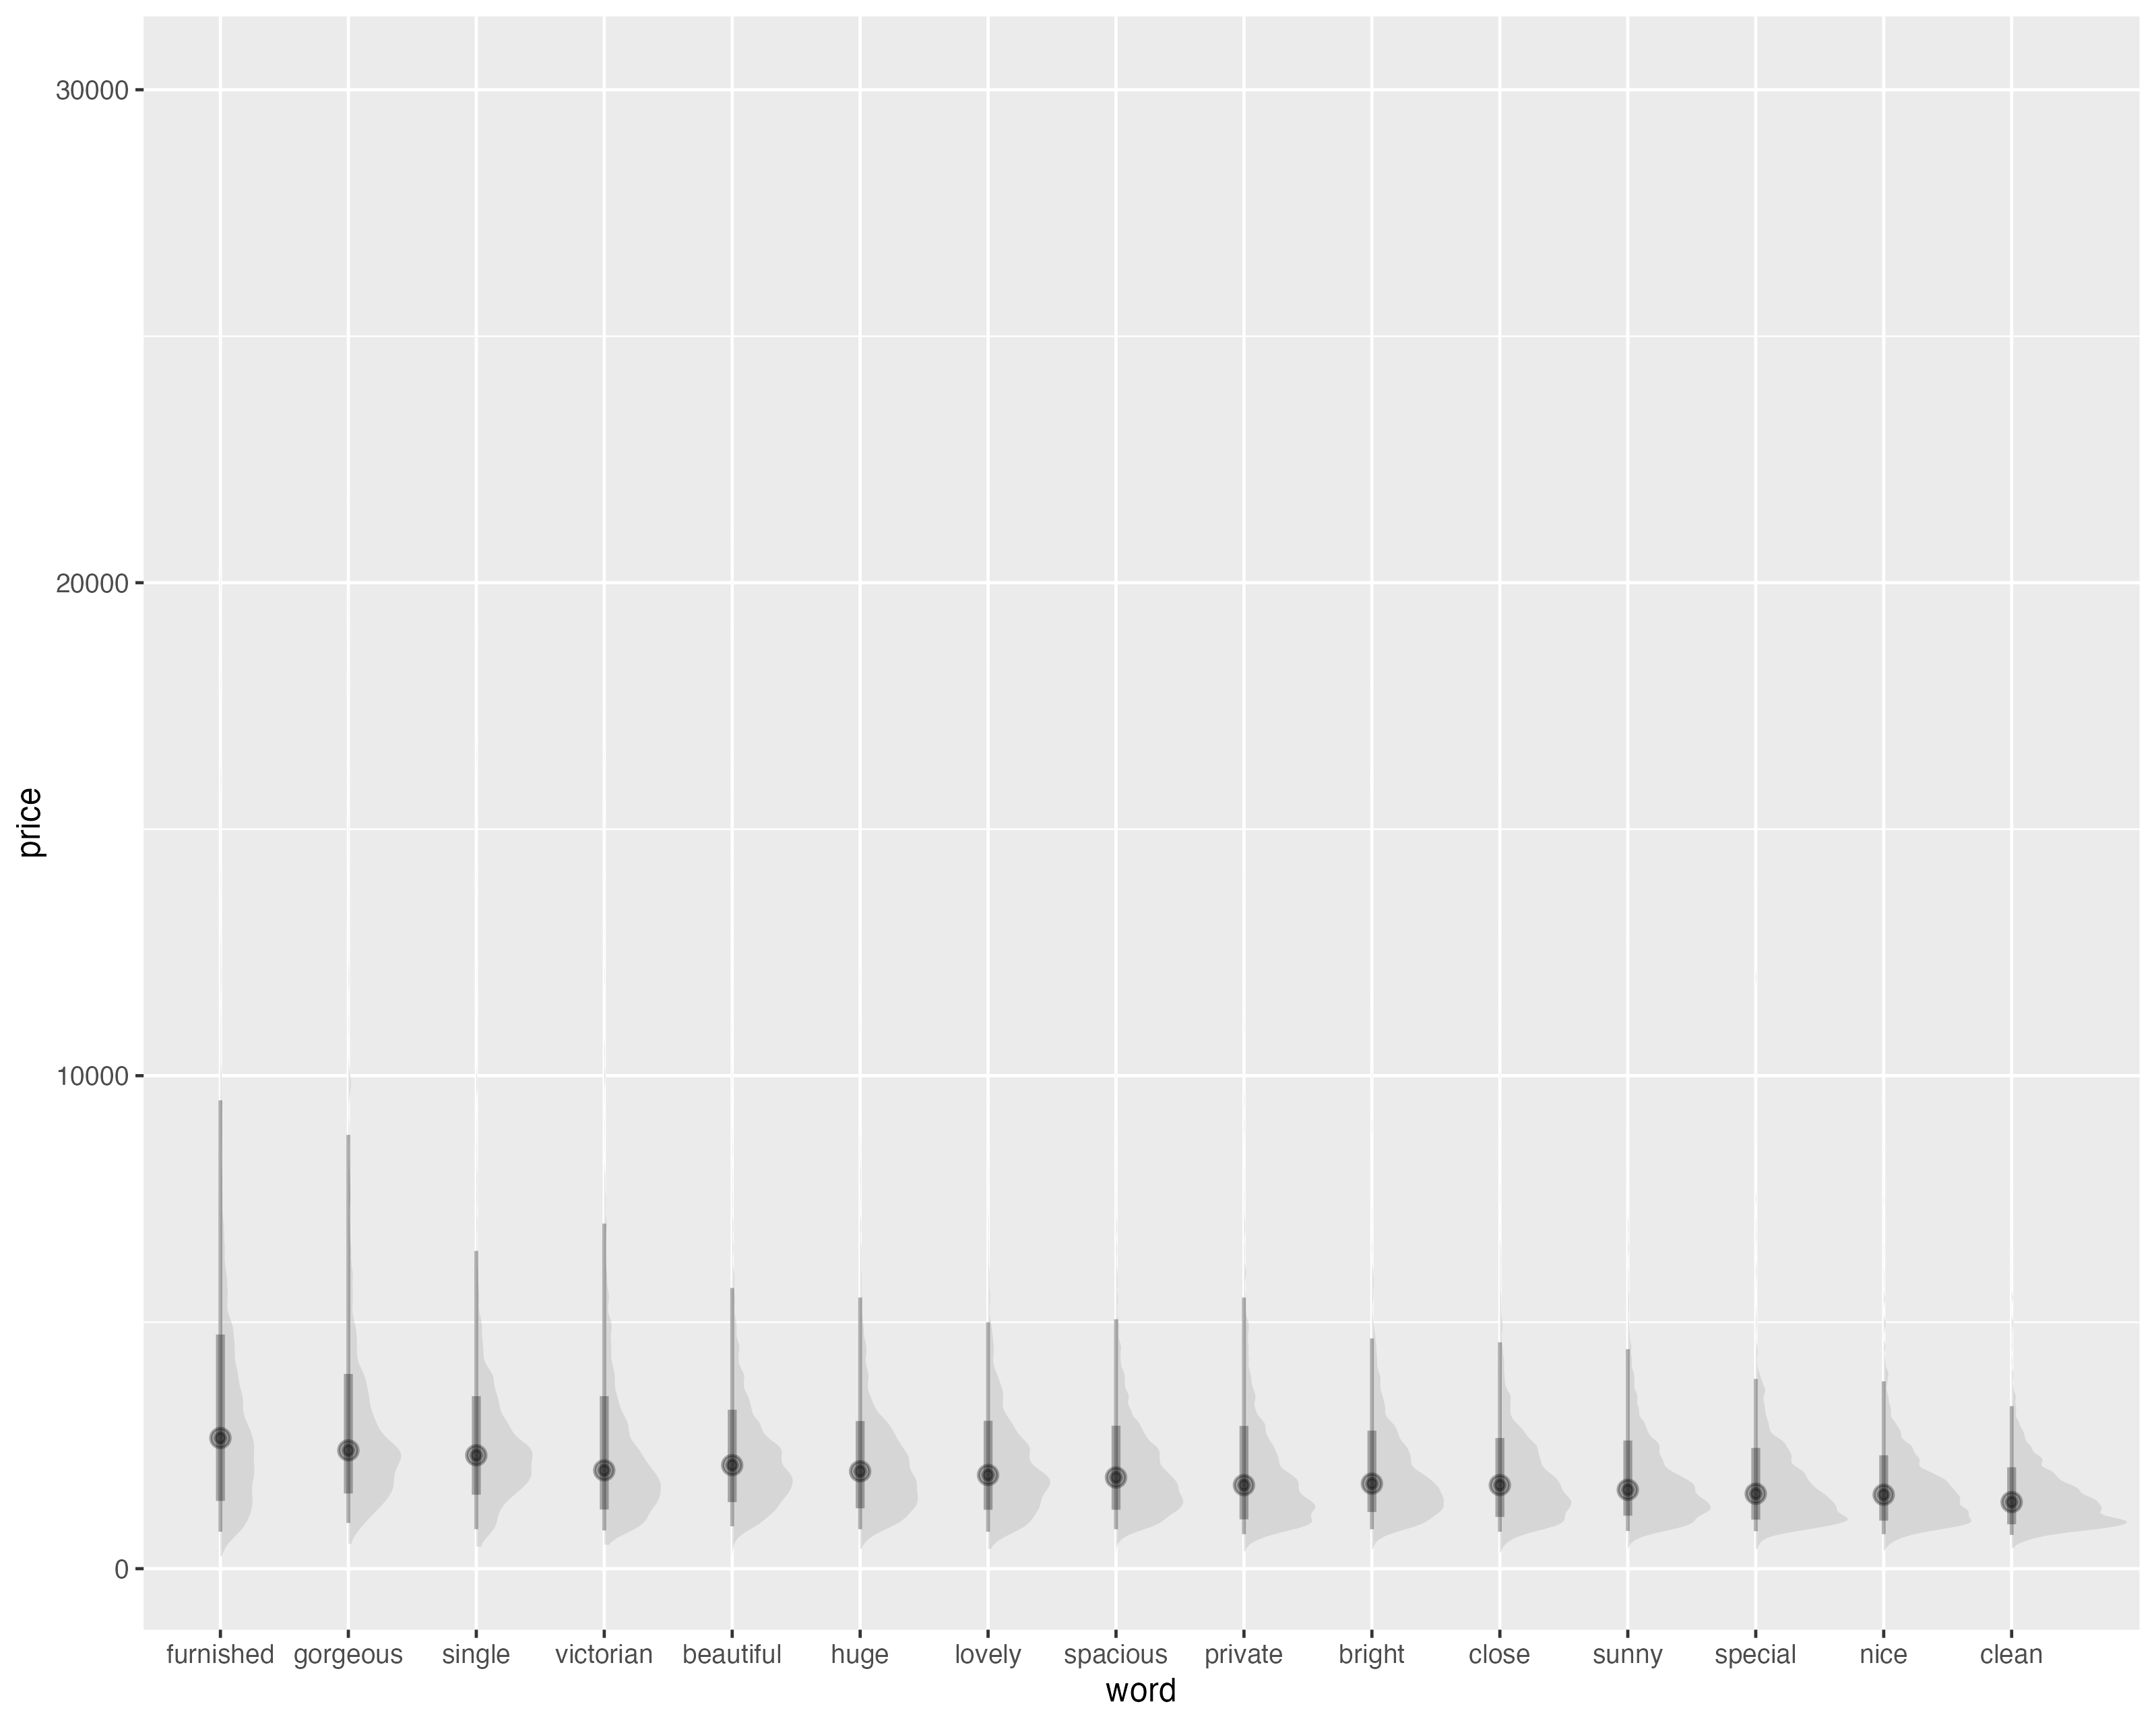 30000
20000
10000
0
price
furnished gorgeous single victorian beautiful huge lovely spacious private bright close sunny special nice clean
word